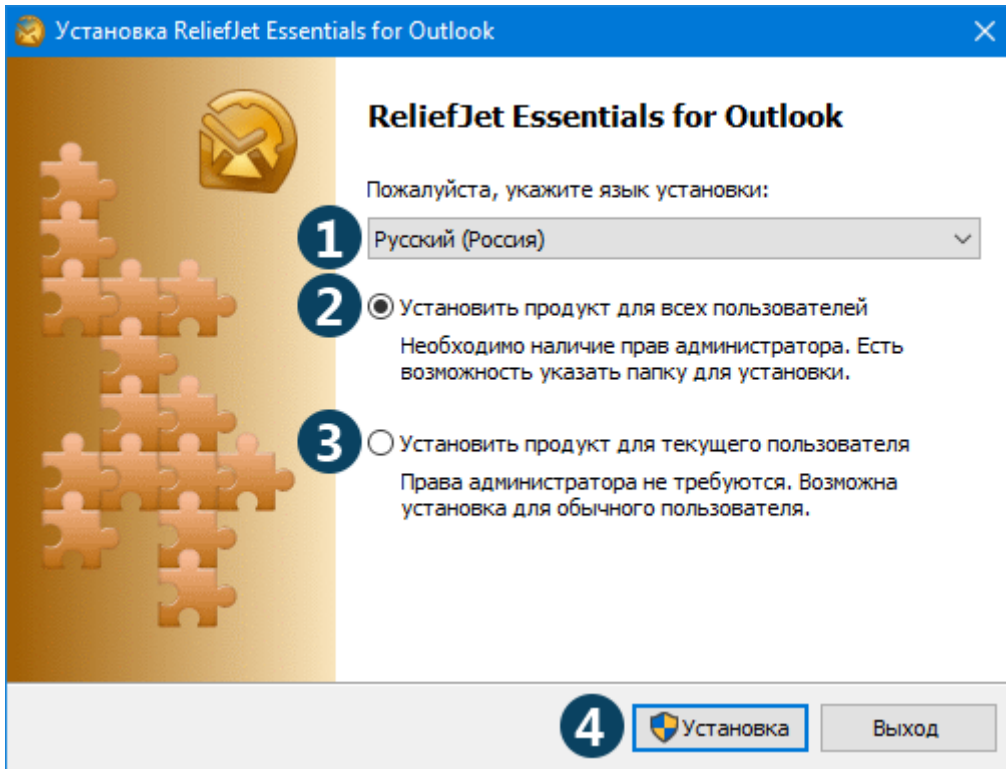 Установка ReliefJet Essentials for Outlook
ReliefJet Essentials for Outlook
Пожалуйста, укажите язык установки:
1 Русский (Россия)
2 Установить продукт для всех пользователей
Необходимо наличие прав администратора. Есть
возможность указать папку для установки.
3 Установить продукт для текущего пользователя
Права администратора не требуются. Возможна
установка для обычного пользователя.
4 Установка Выход